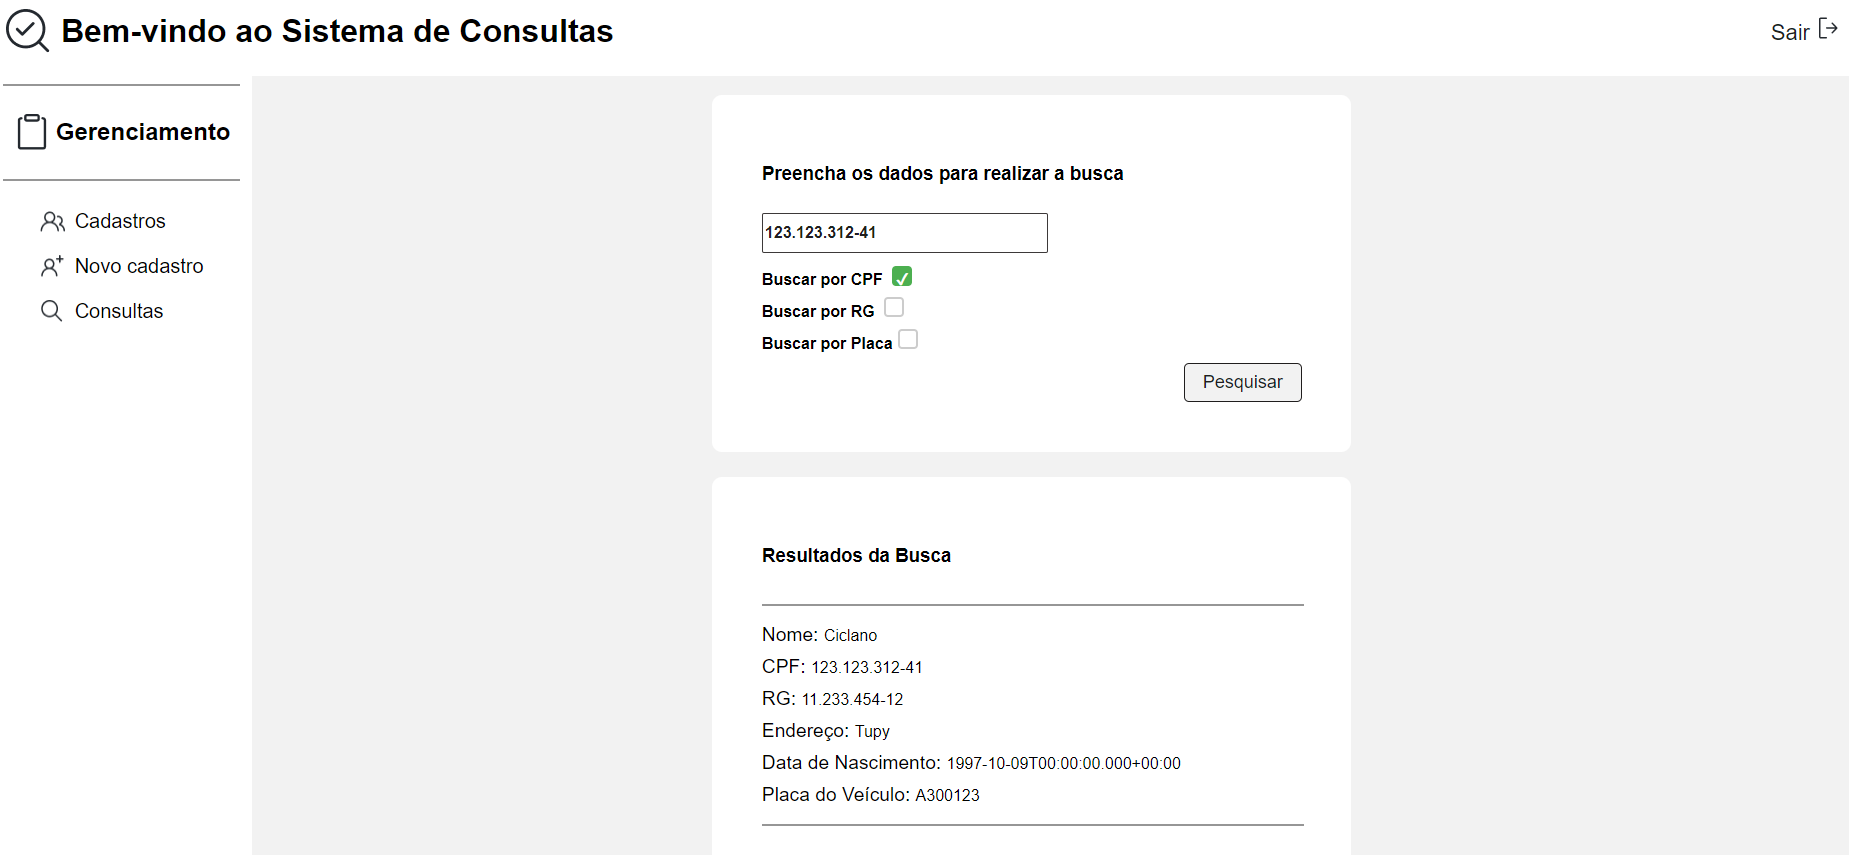 Bem-vindo ao Sistema de Consultas
Sair
Gerenciamento
Cadastros
Novo cadastro
Consultas
Preencha os dados para realizar a busca
123.123.312-41
Buscar por CPF
Buscar por RG
Buscar por Placa
Pesquisar
Resultados da Busca
Nome: Ciclano
CPF: 123.123.312-41
RG: 11.233.454-12
Endereço: Tupy
Data de Nascimento: 1997-10-09T00:00:00.000+00:00
Placa do Veículo: A300123